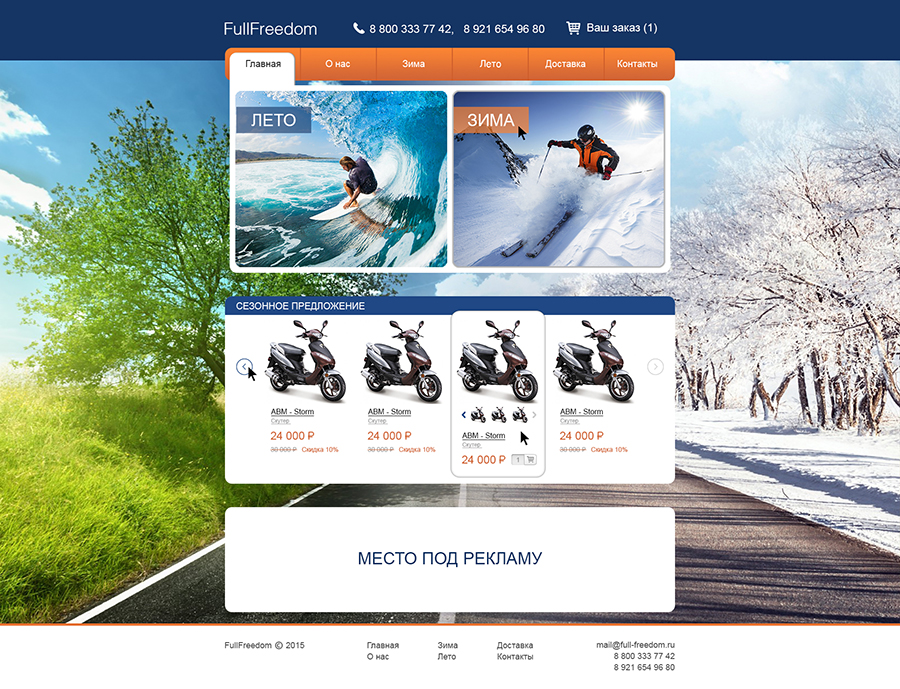 FullFreedom
8 800 333 77 42, 8 921 654 96 80
Ваш заказ (1)
Главная
О нас
Зима
Лето
Доставка
Контакты
ЛЕТО
ЗИМА
СЕЗОННОЕ ПРЕДЛОЖЕНИЕ
ABM - Storm
Скутер
24 000 Р
30 000 Р Скидка 10%
ABM - Storm
Скутер
24 000 Р
30 000 Р Скидка 10%
ABM - Storm
Скутер
24 000 Р 1
ABM - Storm
Скутер
24 000 Р
30 000 Р Скидка 10%
МЕСТО ПОД РЕКЛАМУ
FullFreedom © 2015
Главная
О нас
Зима
Лето
Доставка
Контакты
mail@full-freedom.ru
8 800 333 77 42
8 921 654 96 80